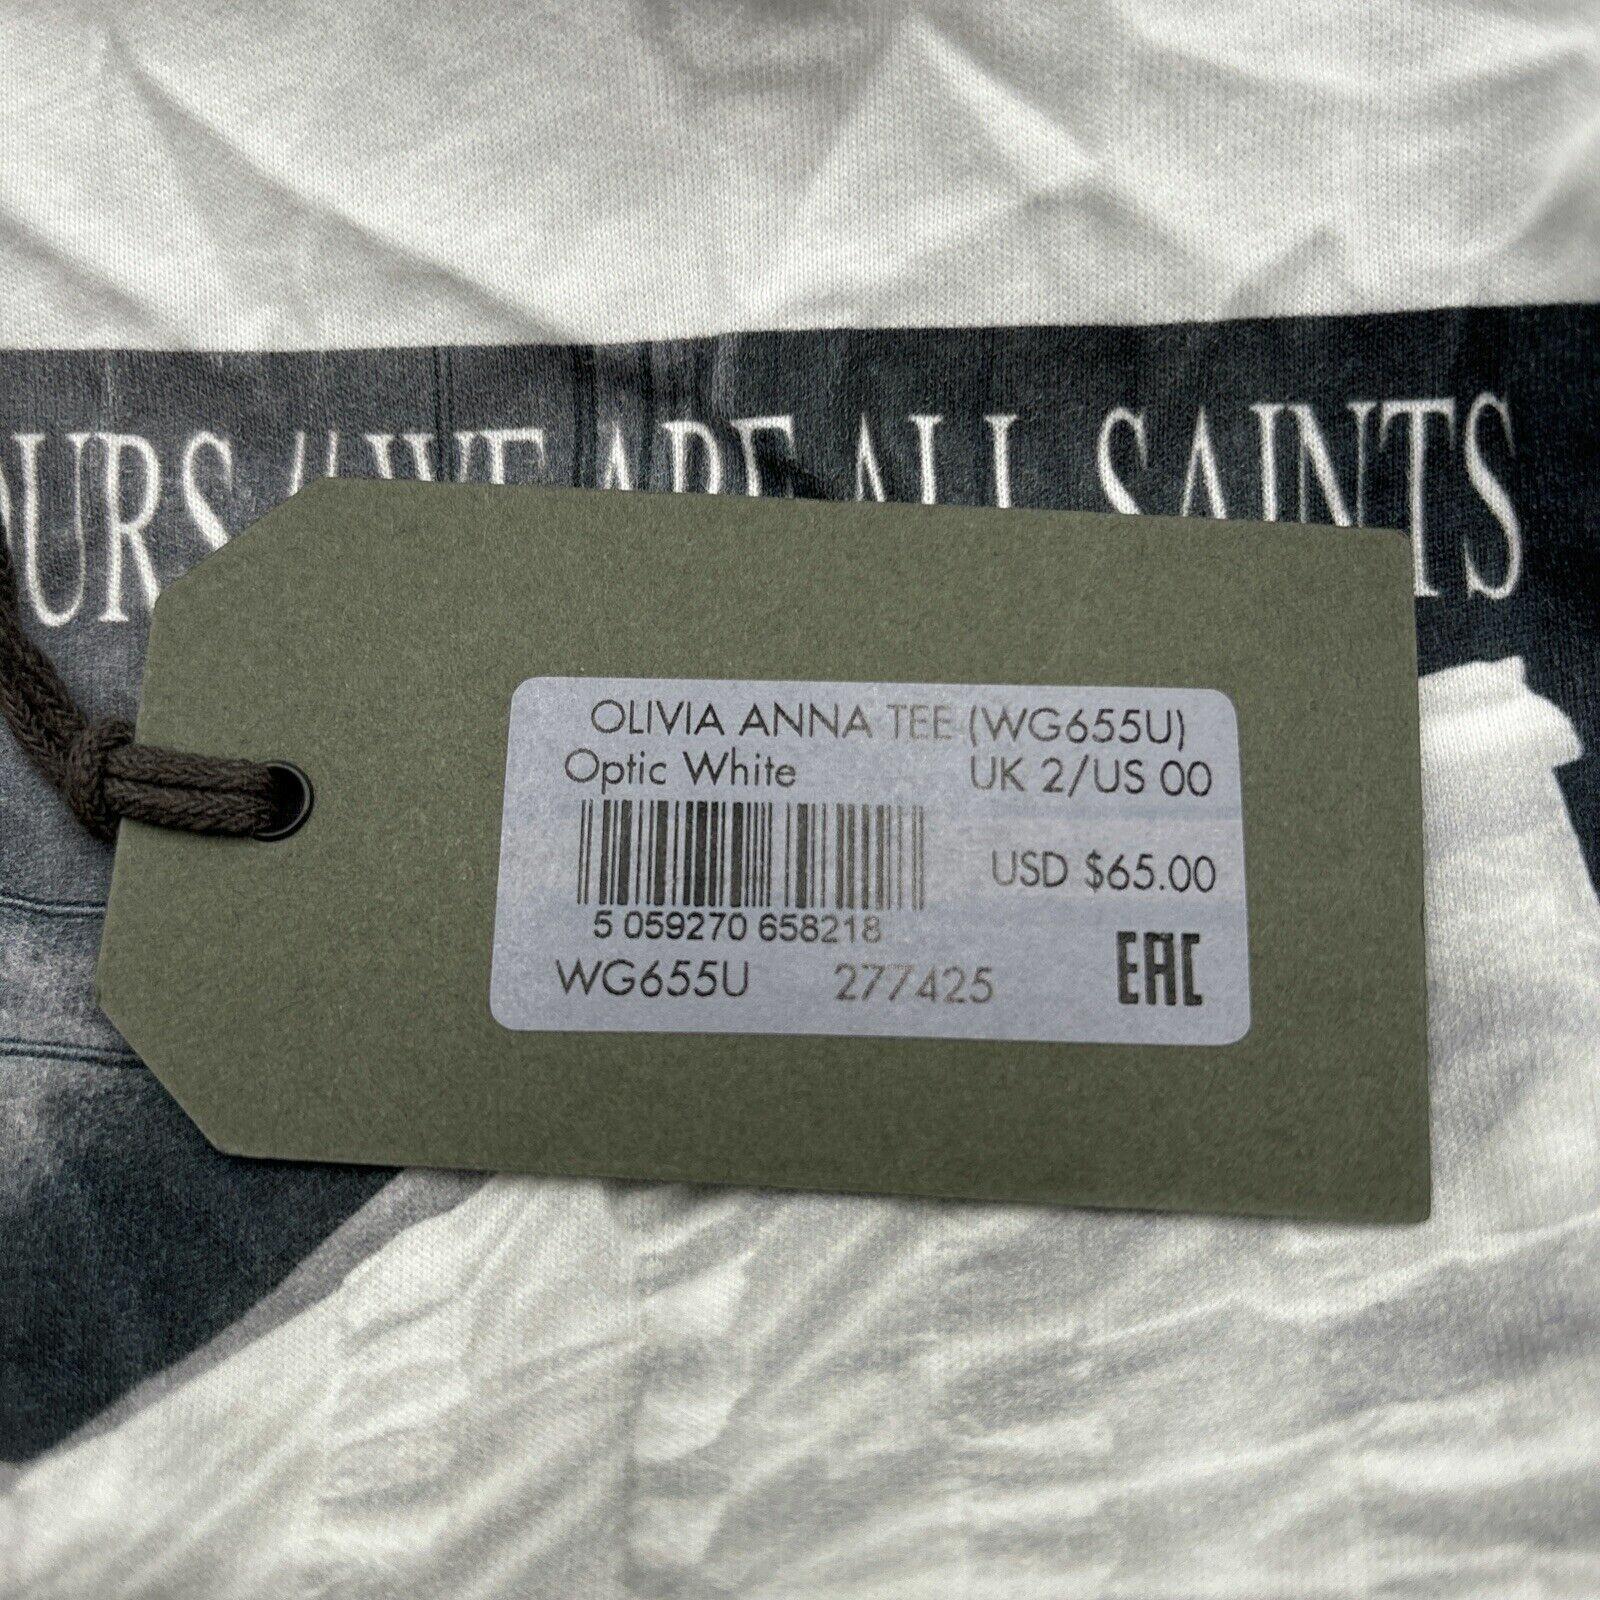 OURS // WE ARE ALL SAINTS
OLIVIA ANNA TEE (WG655U)
Optic White UK 2/US 00
USD $65.00
5 059270 658218
WG655U 277425 EAC